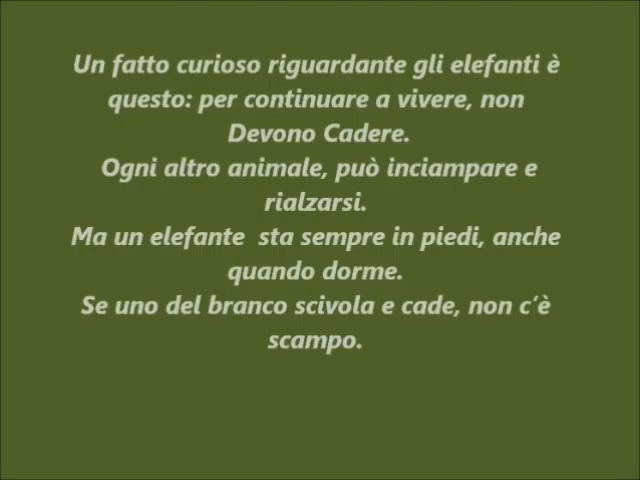 Un fatto curioso riguardante gli elefanti è
questo: per continuare a vivere, non
Devono Cadere.
Ogni altro animale, può inciampare e
rialzarsi.
Ma un elefante  sta sempre in piedi, anche
quando dorme.
Se uno del branco scivola e cade, non c'è
scampo.